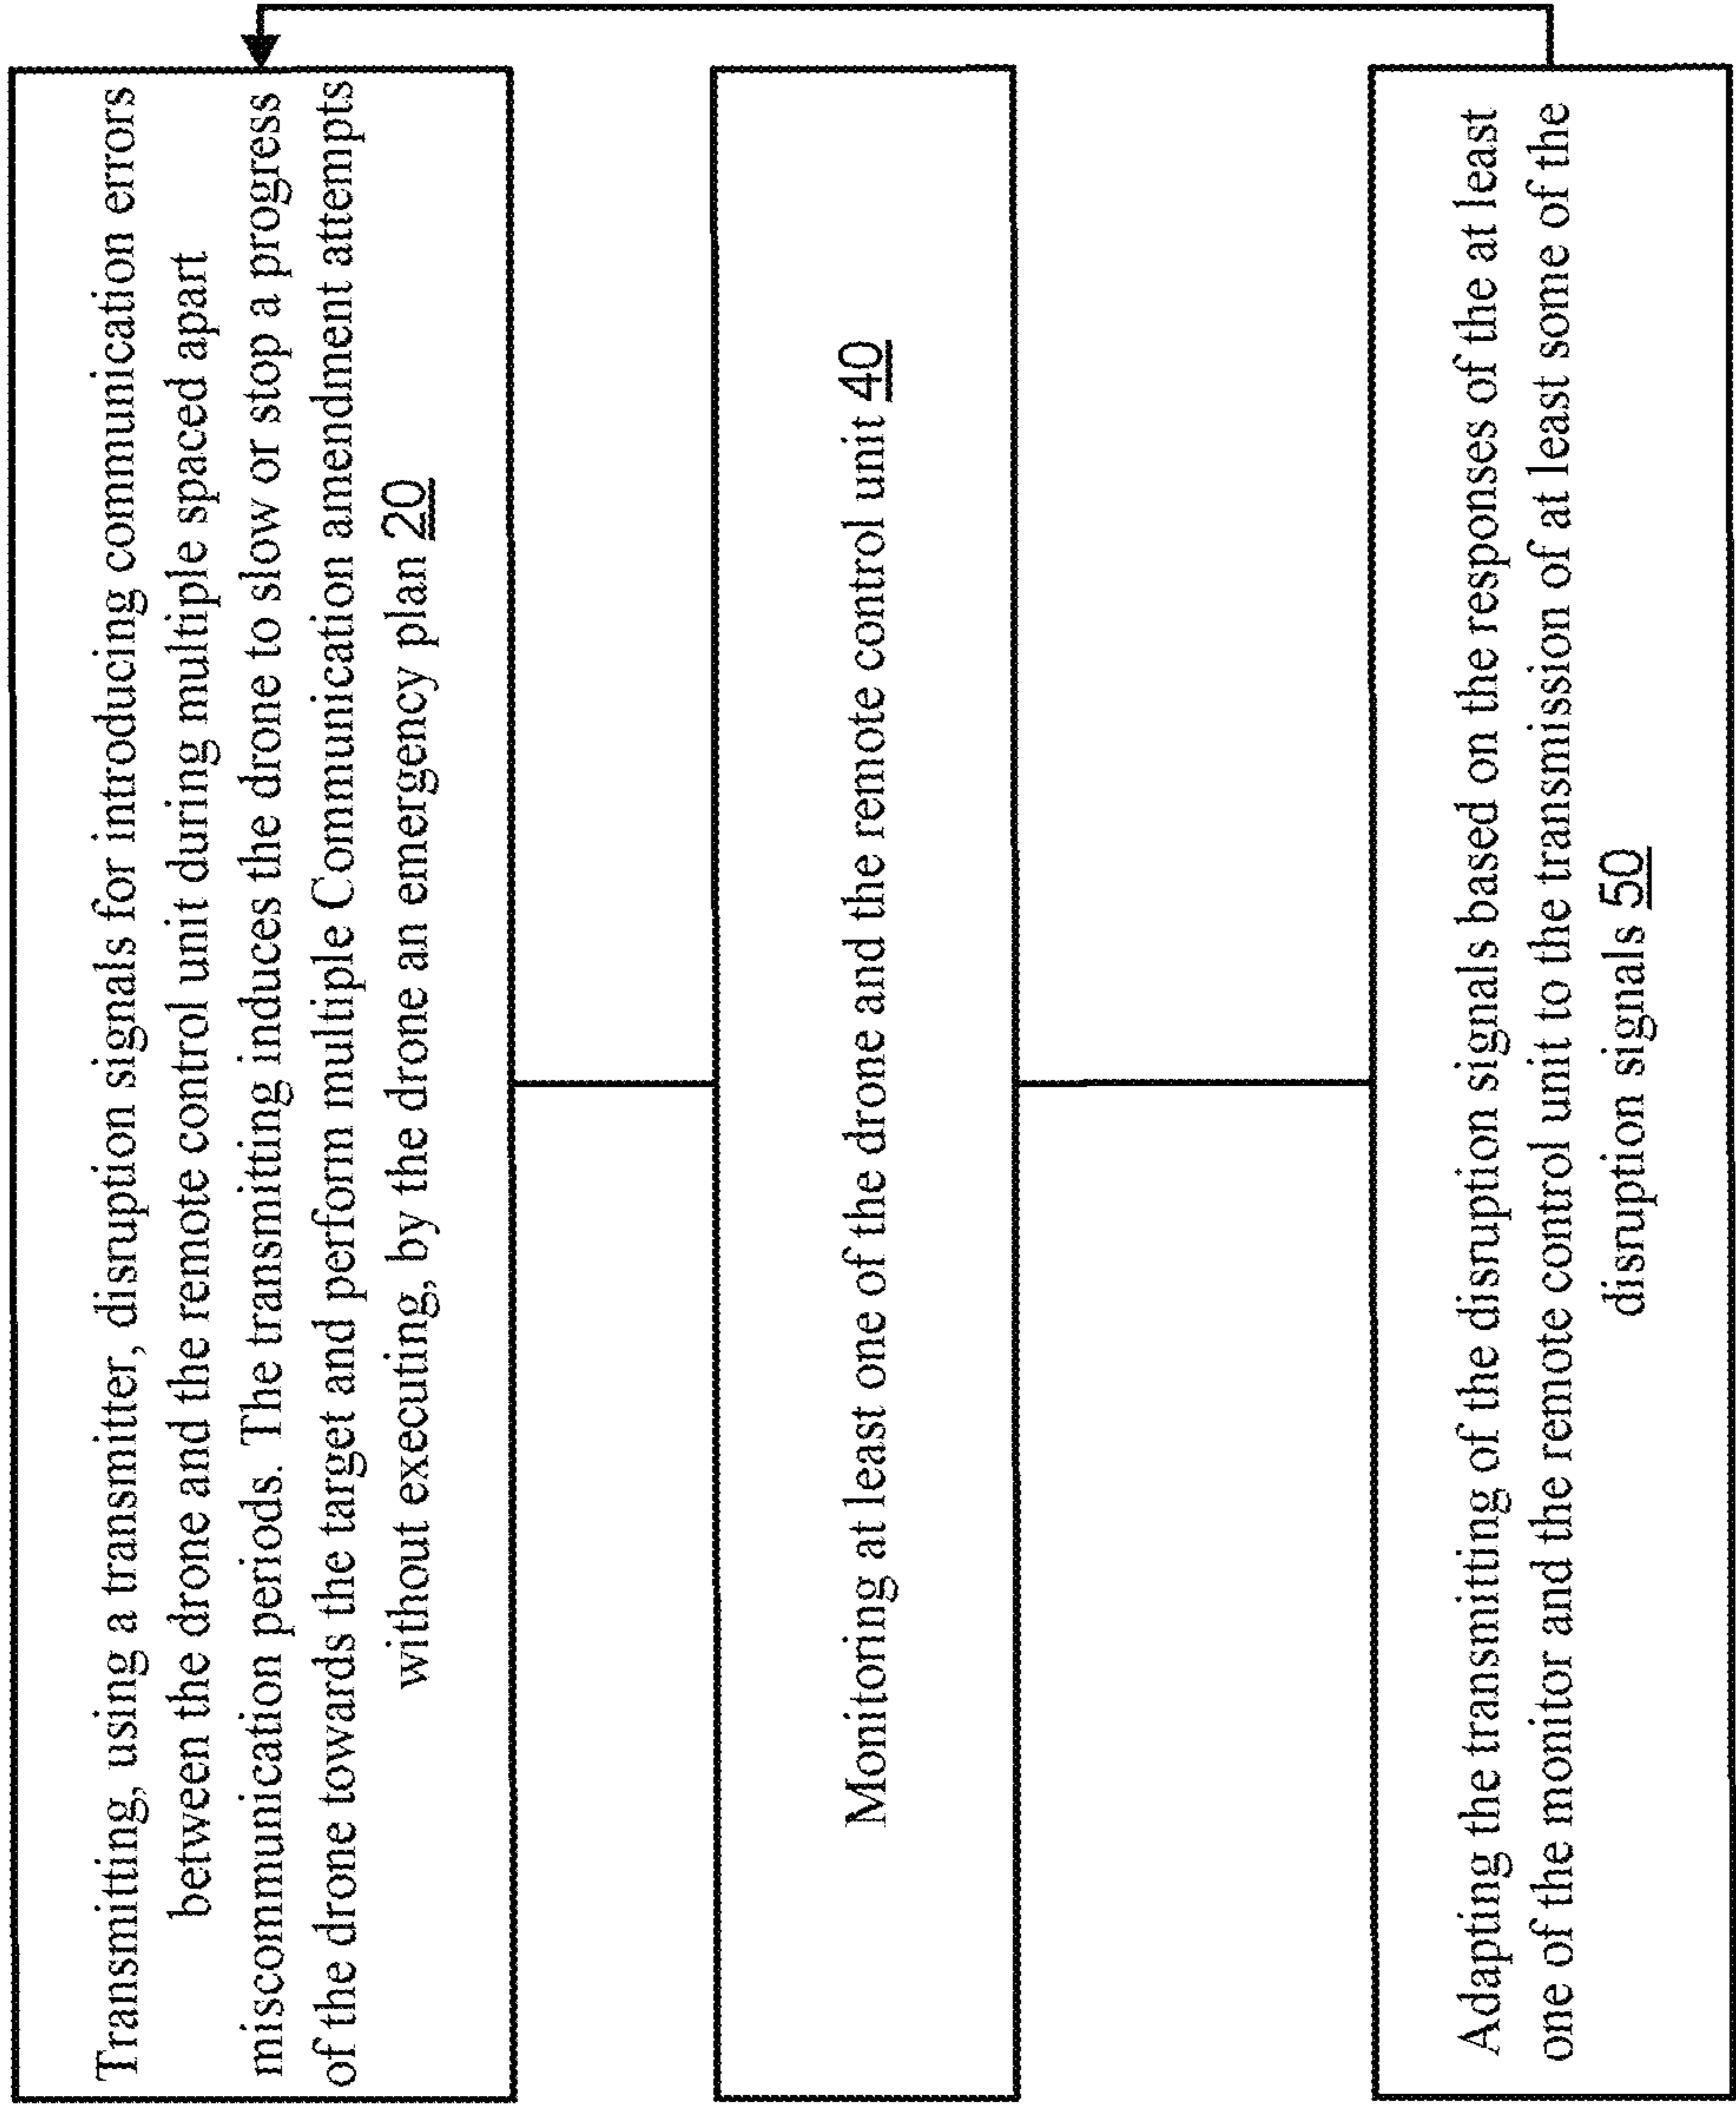 Transmitting, using a transmitter, disruption signals for introducing communication errors
between the drone and the remote control unit during multiple spaced apart
miscommunication periods. The transmitting induces the drone to slow or stop a progress
of the drone towards the target and perform multiple Communication amendment attempts
without executing, by the drone an emergency plan 20
Monitoring at least one of the drone and the remote control unit 40
Adapting the transmitting of the disruption signals based on the responses of the at least
one of the monitor and the remote control unit to the transmission of at least some of the
disruption signals 50